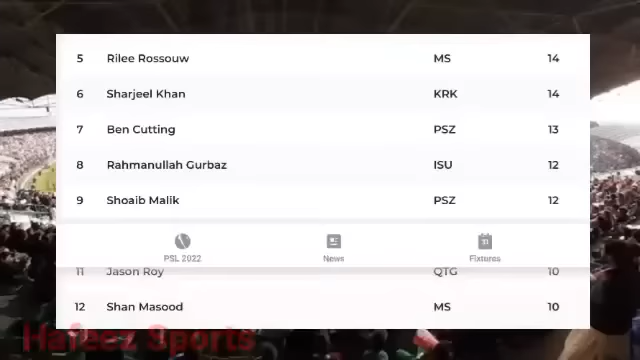 5 Rilee Rossouw MS 14
6 Sharjeel Khan KRK 14
7 Ben Cutting PSZ 13
8 Rahmanullah Gurbaz ISU 12
9 Shoaib Malik PSZ 12
31
PSL 2022 News Fixtures
11 Jason Roy QTG 10
12 Shan Masood MS 10
Hafeez Sports